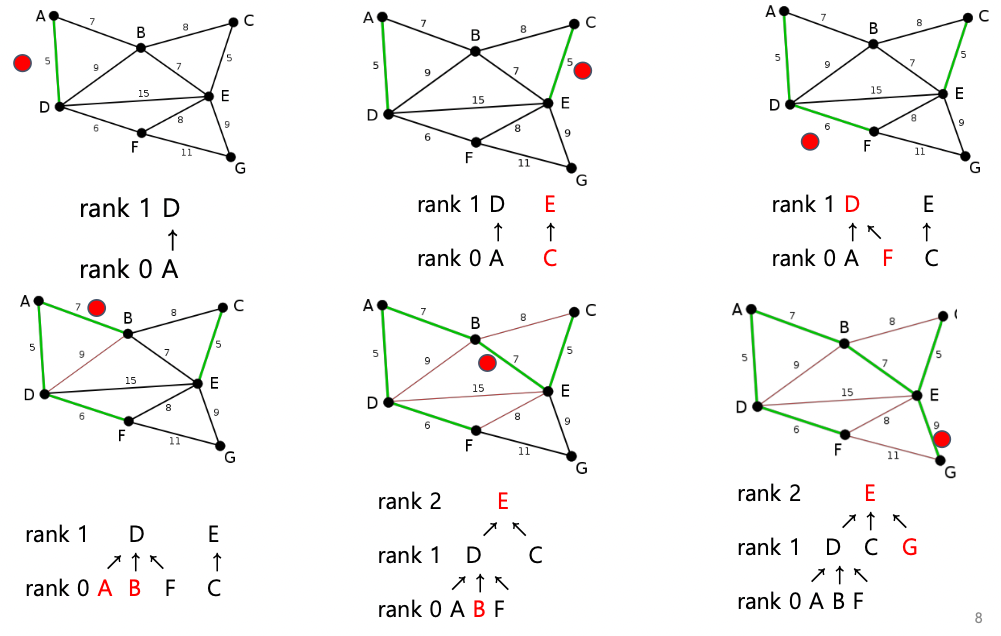 A
7
B
8
C
5
9
7
5
D
15
E
6
8
9
F
11
G
rank 1 D
↑
rank 0 A
A
7
B
8
C
5
9
7
5
D
15
E
6
8
9
F
11
G
rank 1 D E
↑ ↑
rank 0 A C
A
7
B
8
C
5
9
7
5
D
15
E
6
8
9
F
11
G
rank 1 D E
↑ ↖ ↑
rank 0 A F C
A
7
B
8
C
5
9
7
5
D
15
E
6
8
9
F
11
G
rank 1 D E
↗ ↑ ↖ ↑
rank 0 A B F C
A
7
B
8
C
5
9
7
5
D
15
E
6
8
9
F
11
G
rank 2 E
↗ ↖
rank 1 D C
↗ ↑ ↖
rank 0 A B F
A
7
B
8
5
9
7
5
D
15
E
6
8
9
F
11
G
rank 2 E
↗ ↑ ↖
rank 1 D C G
↗ ↑ ↖
rank 0 A B F
8